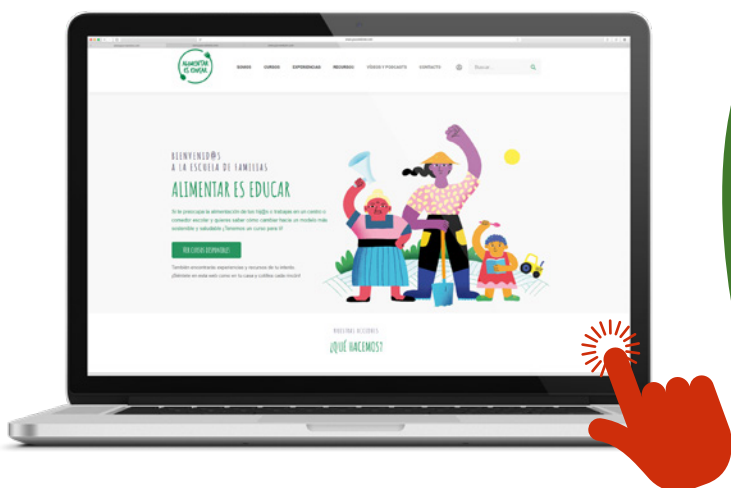 ALIMENTAR
ES EDUCAR
SOMOS CURSOS EXPERIENCIAS RECURSOS VÍDEOS Y PODCASTS CONTACTO Buscar...
BIENVENID@S
A LA ESCUELA DE FAMILIAS
ALIMENTAR ES EDUCAR
Si te preocupa la alimentación de tus hij@s o trabajas en un centro o
comedor escolar y quieres saber cómo cambiar hacia un modelo más
sostenible y saludable ¡Tenemos un curso para ti!
VER CURSOS DISPONIBLES
También encontrarás experiencias y recursos de tu interés.
¡Siéntete en esta web como en tu casa y cotillea cada rincón!
NUESTRAS ACCIONES
¿QUÉ HACEMOS?